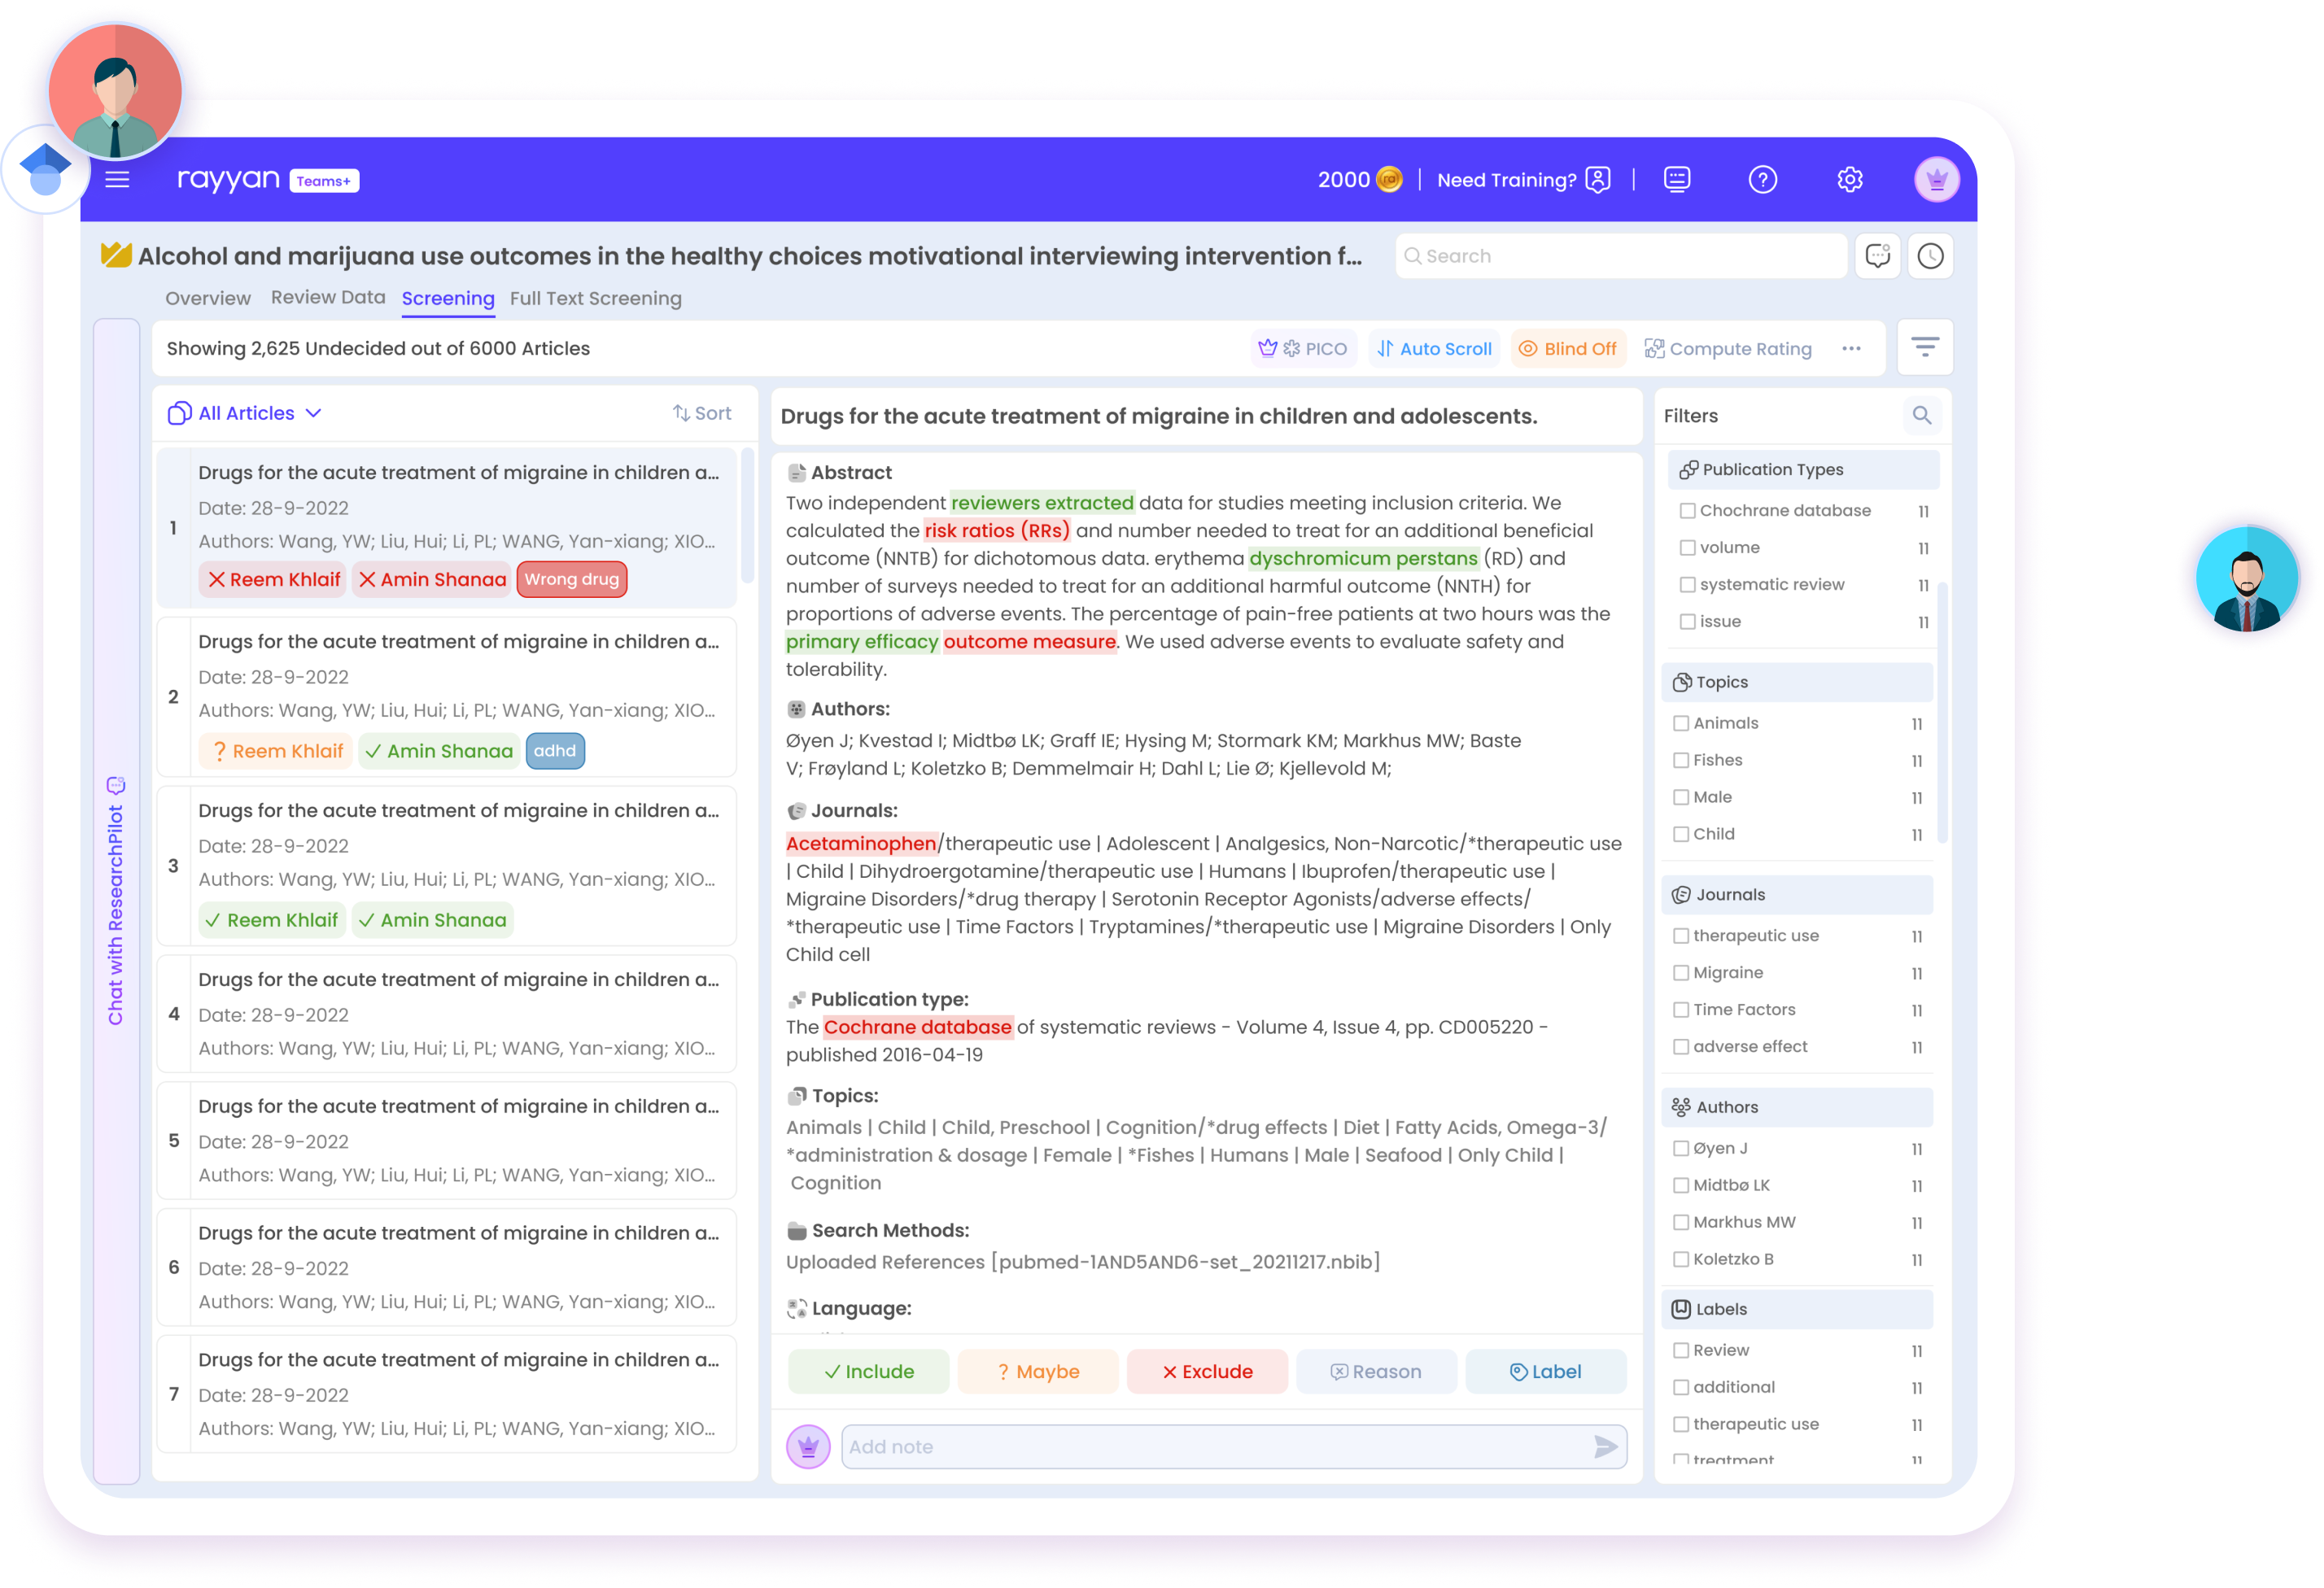 rayyan Teams+
2000 ra | Need Training? |
Alcohol and marijuana use outcomes in the healthy choices motivational interviewing intervention f...
Search
Overview Review Data Screening Full Text Screening
Showing 2,625 Undecided out of 6000 Articles
PICO Auto Scroll Blind Off Compute Rating ...
Chat with ResearchPilot
All Articles Sort
1
Drugs for the acute treatment of migraine in children a...
Date: 28-9-2022
Authors: Wang, YW; Liu, Hui; Li, PL; WANG, Yan-xiang; XIO...
Reem Khlaif Amin Shanaa Wrong drug
2
Drugs for the acute treatment of migraine in children a...
Date: 28-9-2022
Authors: Wang, YW; Liu, Hui; Li, PL; WANG, Yan-xiang; XIO...
? Reem Khlaif Amin Shanaa adhd
3
Drugs for the acute treatment of migraine in children a...
Date: 28-9-2022
Authors: Wang, YW; Liu, Hui; Li, PL; WANG, Yan-xiang; XIO...
Reem Khlaif Amin Shanaa
4
Drugs for the acute treatment of migraine in children a...
Date: 28-9-2022
Authors: Wang, YW; Liu, Hui; Li, PL; WANG, Yan-xiang; XIO...
5
Drugs for the acute treatment of migraine in children a...
Date: 28-9-2022
Authors: Wang, YW; Liu, Hui; Li, PL; WANG, Yan-xiang; XIO...
6
Drugs for the acute treatment of migraine in children a...
Date: 28-9-2022
Authors: Wang, YW; Liu, Hui; Li, PL; WANG, Yan-xiang; XIO...
7
Drugs for the acute treatment of migraine in children a...
Date: 28-9-2022
Authors: Wang, YW; Liu, Hui; Li, PL; WANG, Yan-xiang; XIO...
Drugs for the acute treatment of migraine in children and adolescents.
Abstract
Two independent reviewers extracted data for studies meeting inclusion criteria. We
calculated the risk ratios (RRs) and number needed to treat for an additional beneficial
outcome (NNTB) for dichotomous data. erythema dyschromicum perstans (RD) and
number of surveys needed to treat for an additional harmful outcome (NNTH) for
proportions of adverse events. The percentage of pain-free patients at two hours was the
primary efficacy outcome measure. We used adverse events to evaluate safety and
tolerability.
Authors:
Øyen J; Kvestad I; Midtbø LK; Graff IE; Hysing M; Stormark KM; Markhus MW; Baste
V; Frøyland L; Koletzko B; Demmelmair H; Dahl L; Lie Ø; Kjellevold M;
Journals:
Acetaminophen/therapeutic use | Adolescent | Analgesics, Non-Narcotic/*therapeutic use
| Child | Dihydroergotamine/therapeutic use | Humans | Ibuprofen/therapeutic use |
Migraine Disorders/*drug therapy | Serotonin Receptor Agonists/adverse effects/
*therapeutic use | Time Factors | Tryptamines/*therapeutic use | Migraine Disorders | Only
Child cell
Publication type:
The Cochrane database of systematic reviews - Volume 4, Issue 4, pp. CD005220 -
published 2016-04-19
Topics:
Animals | Child | Child, Preschool | Cognition/*drug effects | Diet | Fatty Acids, Omega-3/
*administration & dosage | Female | *Fishes | Humans | Male | Seafood | Only Child |
Cognition
Search Methods:
Uploaded References [pubmed-1AND5AND6-set_20211217.nbib]
Language:
Include ? Maybe Exclude Reason Label
Add note
Filters
Publication Types
Chochrane database 11
volume 11
systematic review 11
issue 11
Topics
Animals 11
Fishes 11
Male 11
Child 11
Journals
therapeutic use 11
Migraine 11
Time Factors 11
adverse effect 11
Authors
Øyen J 11
Midtbø LK 11
Markhus MW 11
Koletzko B 11
Labels
Review 11
additional 11
therapeutic use 11
treatment 11